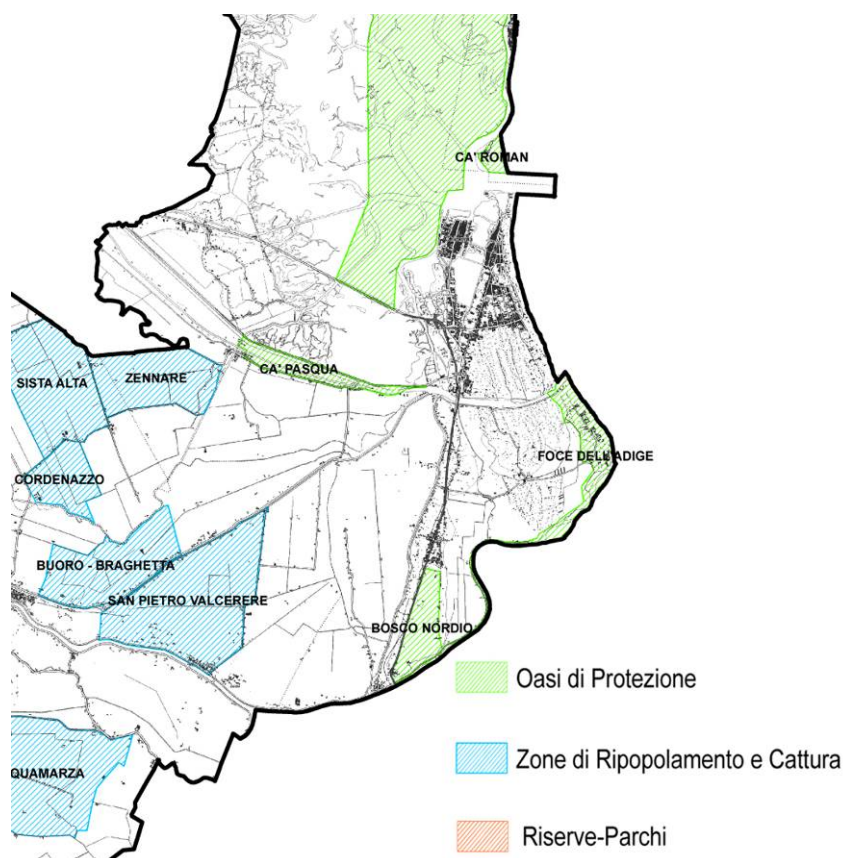 CA' ROMAN
CA' PASQUA
SISTA ALTA
ZENNARE
FOCE DELL'ADIGE
CORDENAZZO
BUORO - BRAGHETTA
SAN PIETRO VALCERERE
BOSCO NORDIO
Oasi di Protezione
Zone di Ripopolamento e Cattura
QUAMARZA
Riserve-Parchi